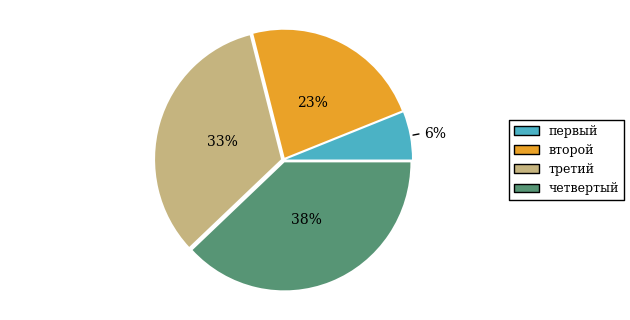 23%
6%
33%
38%
первый
второй
третий
четвертый